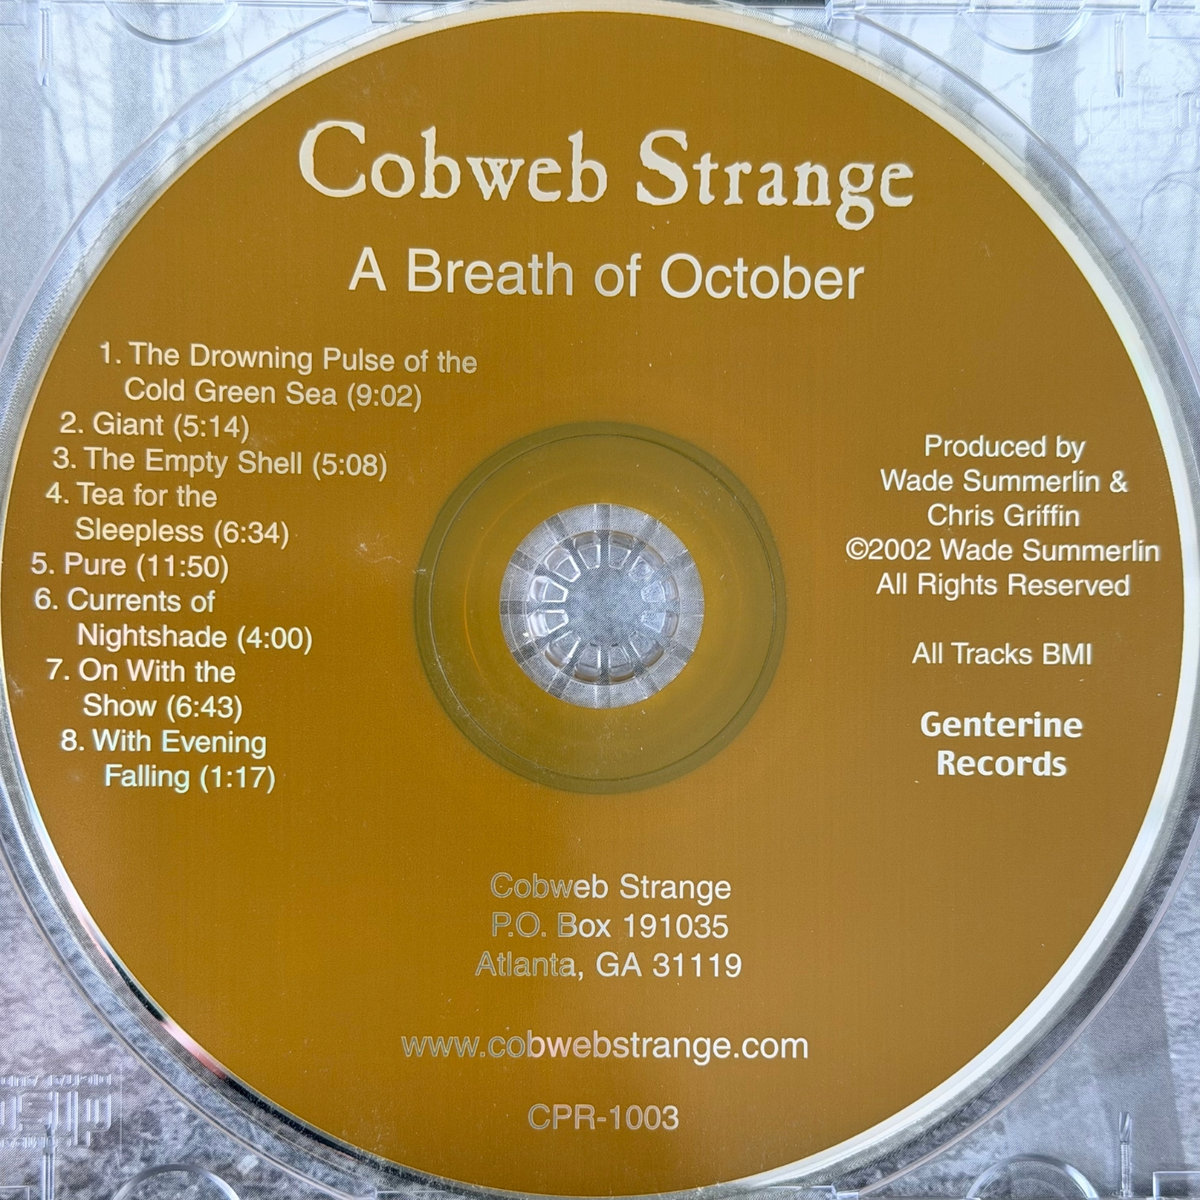 Cobweb Strange
A Breath of October
1. The Drowning Pulse of the
Cold Green Sea (9:02)
2. Giant (5:14)
3. The Empty Shell (5:08)
4. Tea for the
Sleepless (6:34)
5. Pure (11:50)
6. Currents of
Nightshade (4:00)
7. On With the
Show (6:43)
8. With Evening
Falling (1:17)
Produced by
Wade Summerlin &
Chris Griffin
©2002 Wade Summerlin
All Rights Reserved
All Tracks BMI
Genterine
Records
Cobweb Strange
P.O. Box 191035
Atlanta, GA 31119
www.cobwebstrange.com
CPR-1003